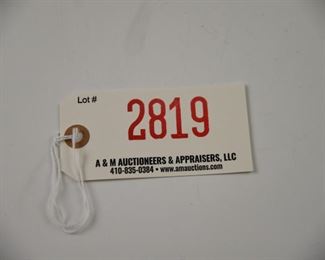 Lot #
2819
A & M AUCTIONEERS & APPRAISERS, LLC
410-835-0384 • www.amauctions.com